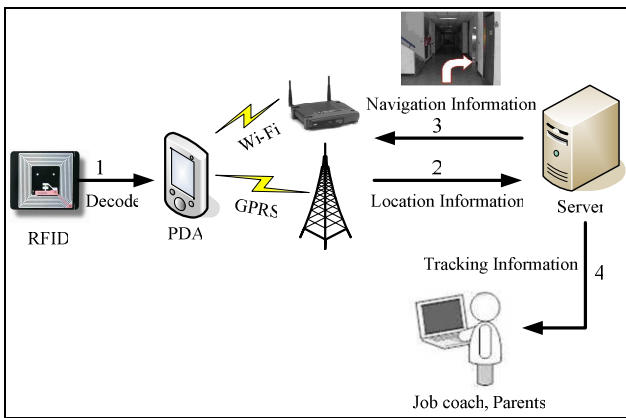 Navigation Information
3
Wi-Fi
1
Decode
2
Location Information
GPRS
RFID
PDA
Server
Tracking Information
4
Job coach, Parents